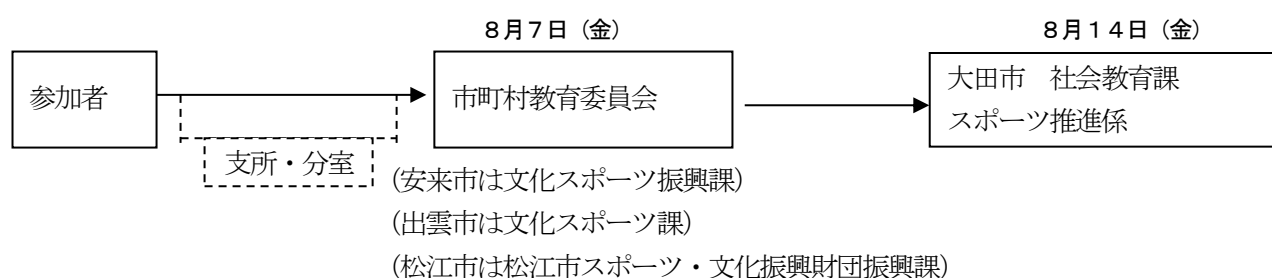 ８月７日（金）
８月１４日（金）
参加者
市町村教育委員会
大田市　社会教育課
スポーツ推進係
支所・分室
(安来市は文化スポーツ振興課)
(出雲市は文化スポーツ課)
(松江市は松江市スポーツ・文化振興財団振興課)